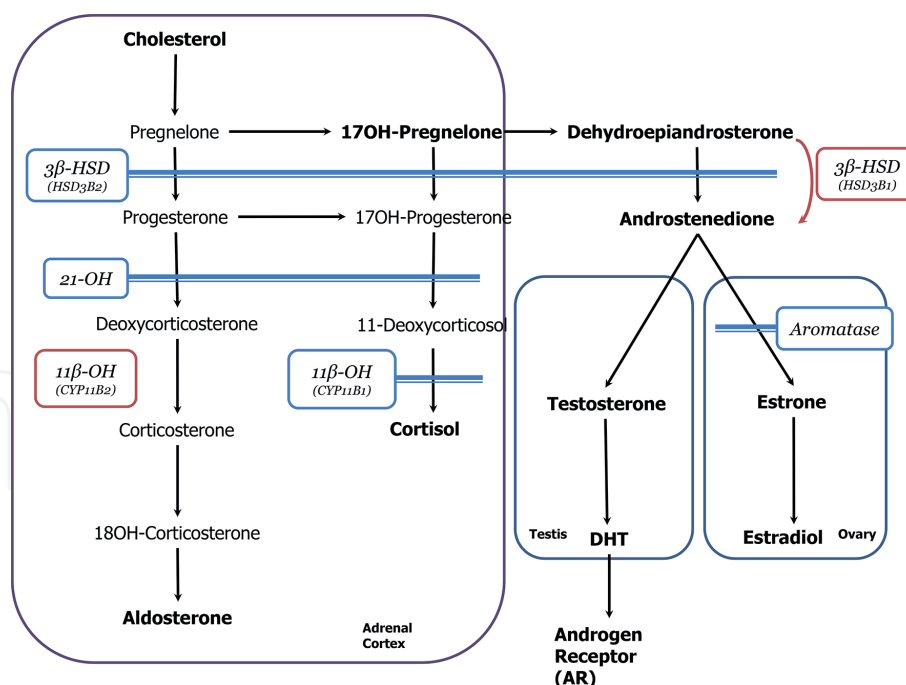 Cholesterol
Pregnelone
17OH-Pregnelone
Dehydroepiandrosterone
3β-HSD
(HSD3B2)
3β-HSD
(HSD3B1)
Progesterone
17OH-Progesterone
Androstenedione
21-OH
Deoxycorticosterone
11-Deoxycorticosol
Aromatase
11β-OH
(CYP11B2)
11β-OH
(CYP11B1)
Testosterone
Estrone
Corticosterone
Cortisol
18OH-Corticosterone
Testis
DHT
Estradiol
Ovary
Aldosterone
Adrenal
Cortex
Androgen
Receptor
(AR)